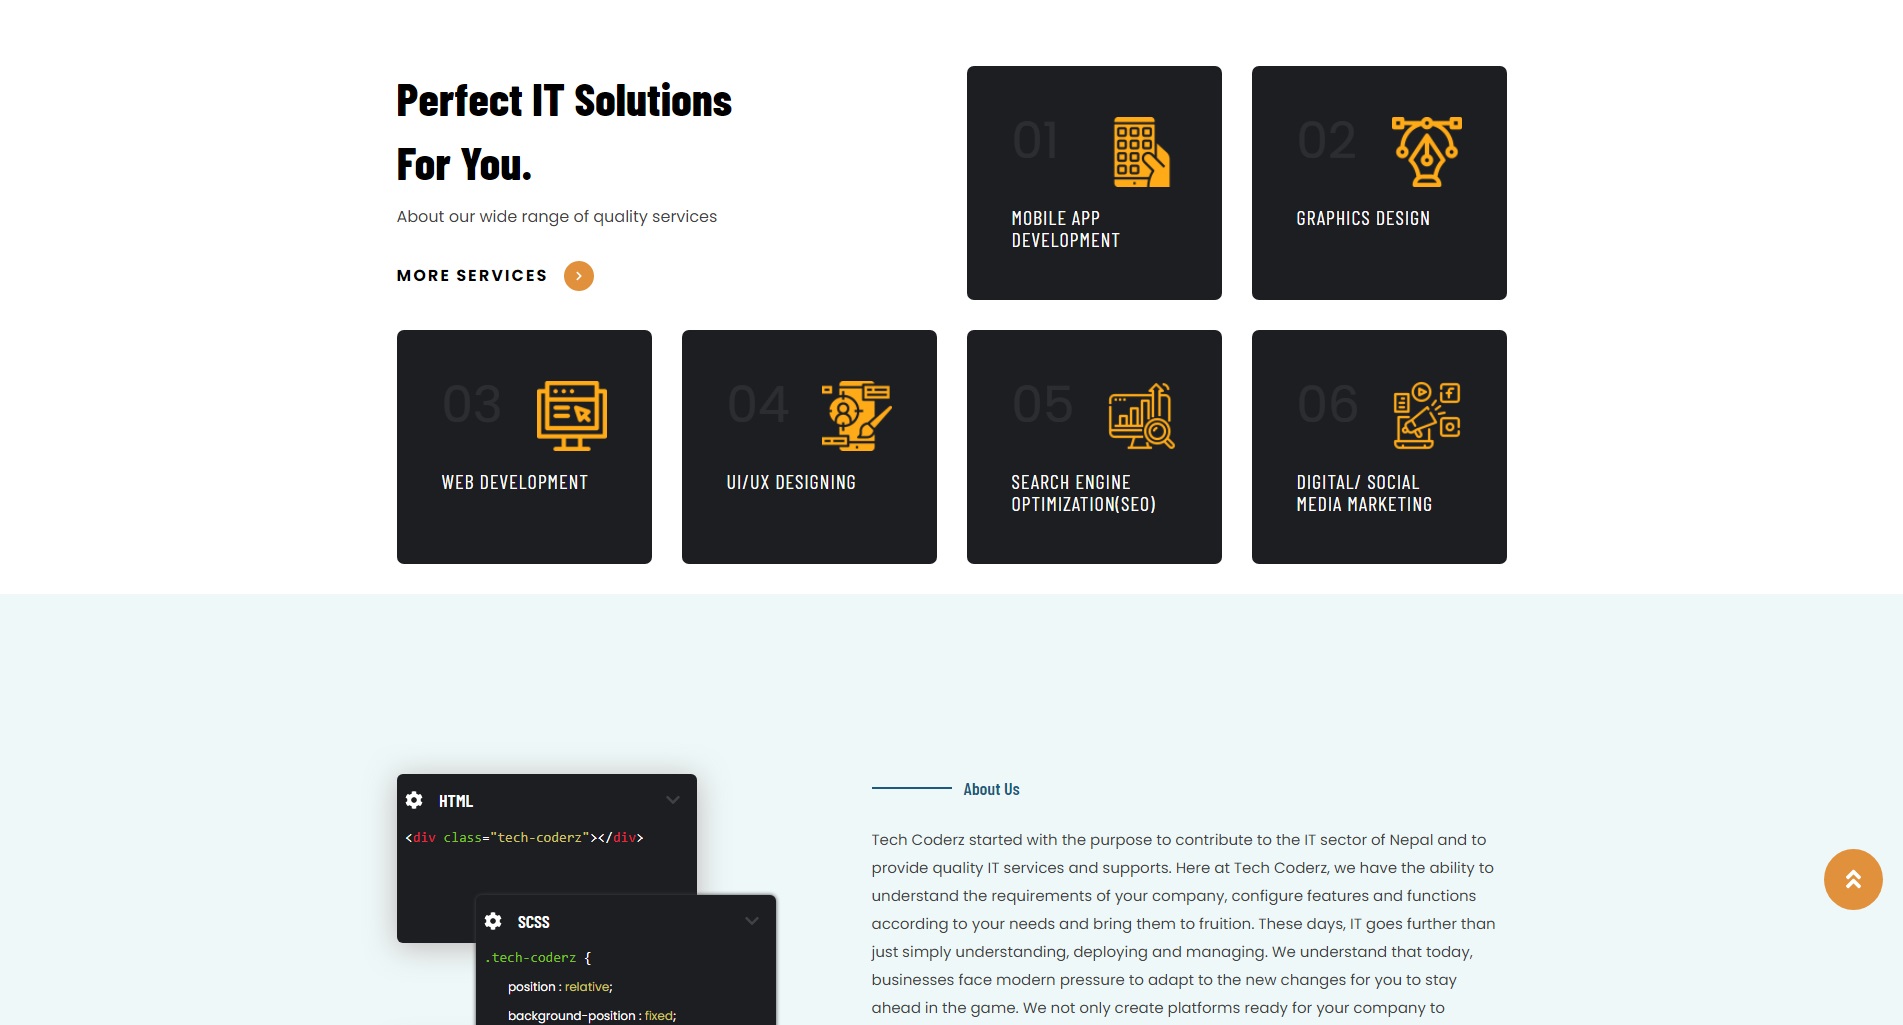 Perfect IT Solutions
For You.
About our wide range of quality services
MORE SERVICES
01
MOBILE APP
DEVELOPMENT
02
GRAPHICS DESIGN
03
WEB DEVELOPMENT
04
UI/UX DESIGNING
05
SEARCH ENGINE
OPTIMIZATION(SEO)
06
DIGITAL/ SOCIAL
MEDIA MARKETING
HTML
<div class="tech-coderz"></div>
SCSS
.tech-coderz {
position : relative;
background-position : fixed;
About Us
Tech Coderz started with the purpose to contribute to the IT sector of Nepal and to
provide quality IT services and supports. Here at Tech Coderz, we have the ability to
understand the requirements of your company, configure features and functions
according to your needs and bring them to fruition. These days, IT goes further than
just simply understanding, deploying and managing. We understand that today,
businesses face modern pressure to adapt to the new changes for you to stay
ahead in the game. We not only create platforms ready for your company to